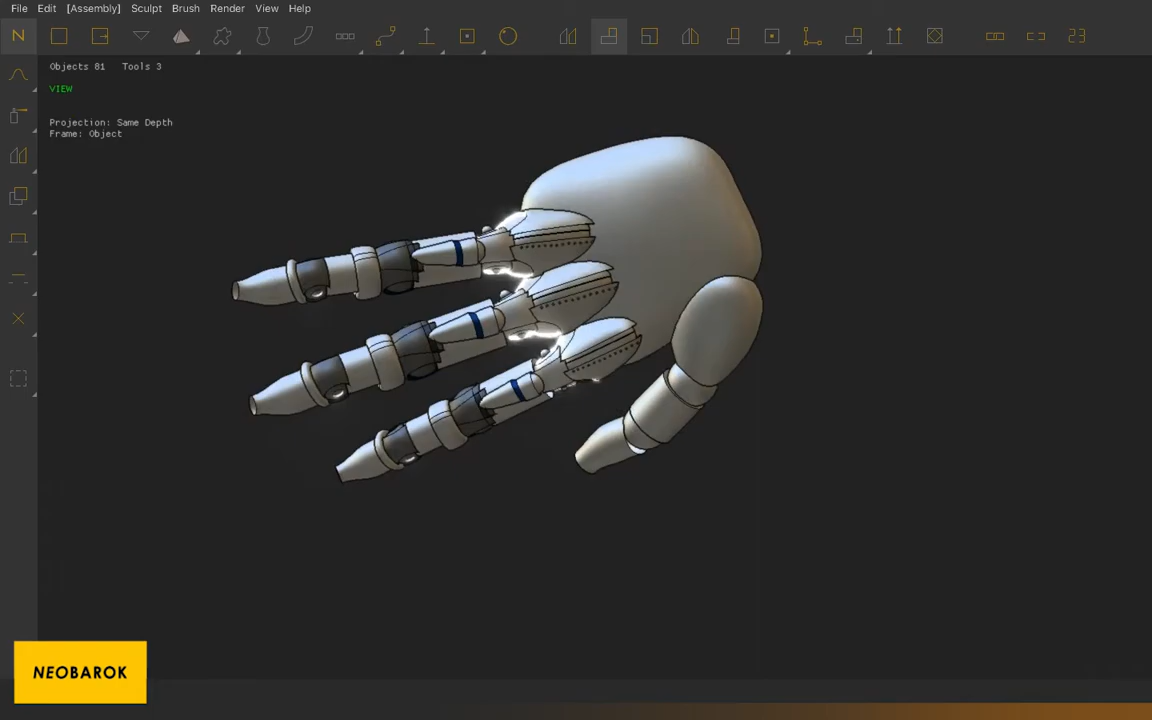 File Edit [Assembly] Sculpt Brush Render View Help
N
23
Objects 81 Tools 3
VIEW
Projection: Same Depth
Frame: Object
NEOBAROK